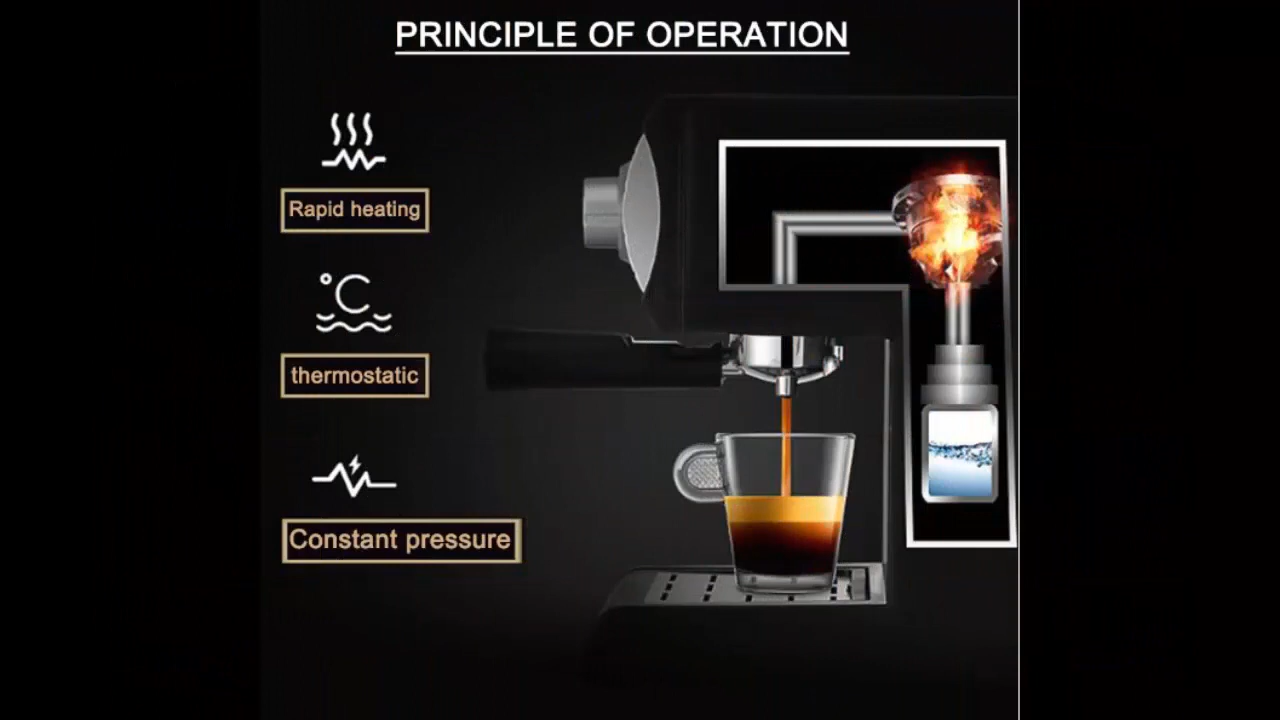 PRINCIPLE OF OPERATION
Rapid heating
°C
thermostatic
Constant pressure